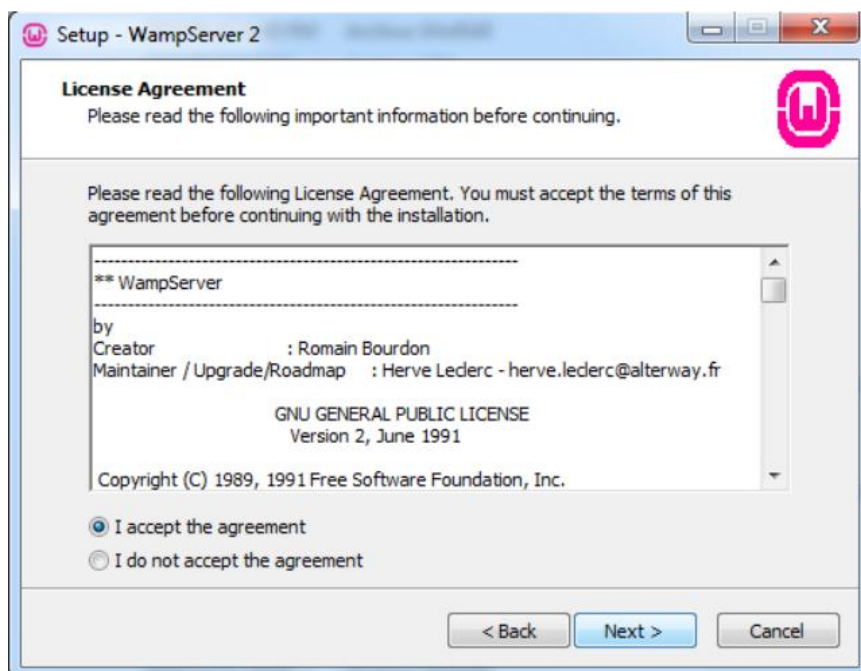 Setup - WampServer 2
License Agreement
Please read the following important information before continuing.
Please read the following License Agreement. You must accept the terms of this
agreement before continuing with the installation.
----------------------------------------------------------------
** WampServer
----------------------------------------------------------------
by
Creator : Romain Bourdon
Maintainer / Upgrade/Roadmap : Herve Leclerc - herve.leclerc@alterway.fr
GNU GENERAL PUBLIC LICENSE
Version 2, June 1991
Copyright (C) 1989, 1991 Free Software Foundation, Inc.
I accept the agreement
I do not accept the agreement
< Back Next > Cancel